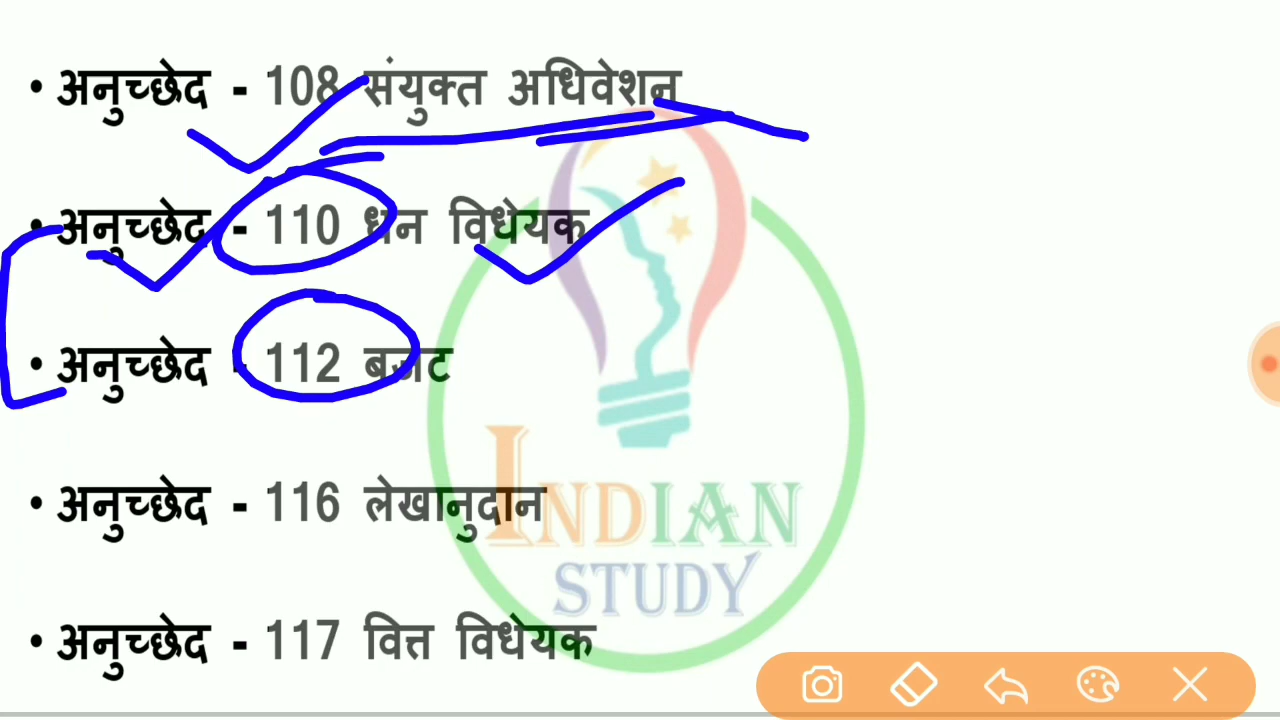 • अनुच्छेद - 108 संयुक्त अधिवेशन
• अनुच्छेद - 110 धन विधेयक
• अनुच्छेद - 112 बजट
• अनुच्छेद - 116 लेखानुदान
INDIAN
STUDY
• अनुच्छेद - 117 वित्त विधेयक